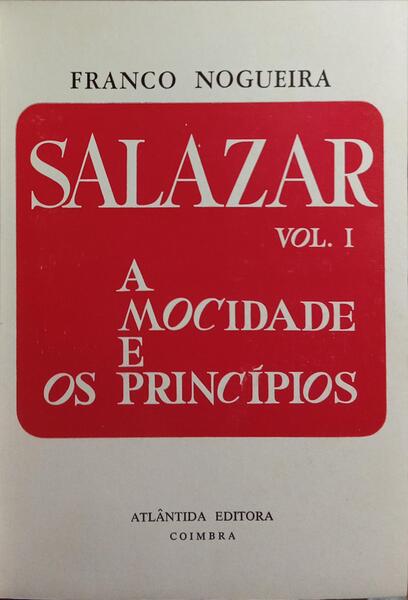 FRANCO NOGUEIRA
SALAZAR
VOL. I
A
MOCIDADE
E
OS PRINCÍPIOS
ATLÂNTIDA EDITORA
COIMBRA